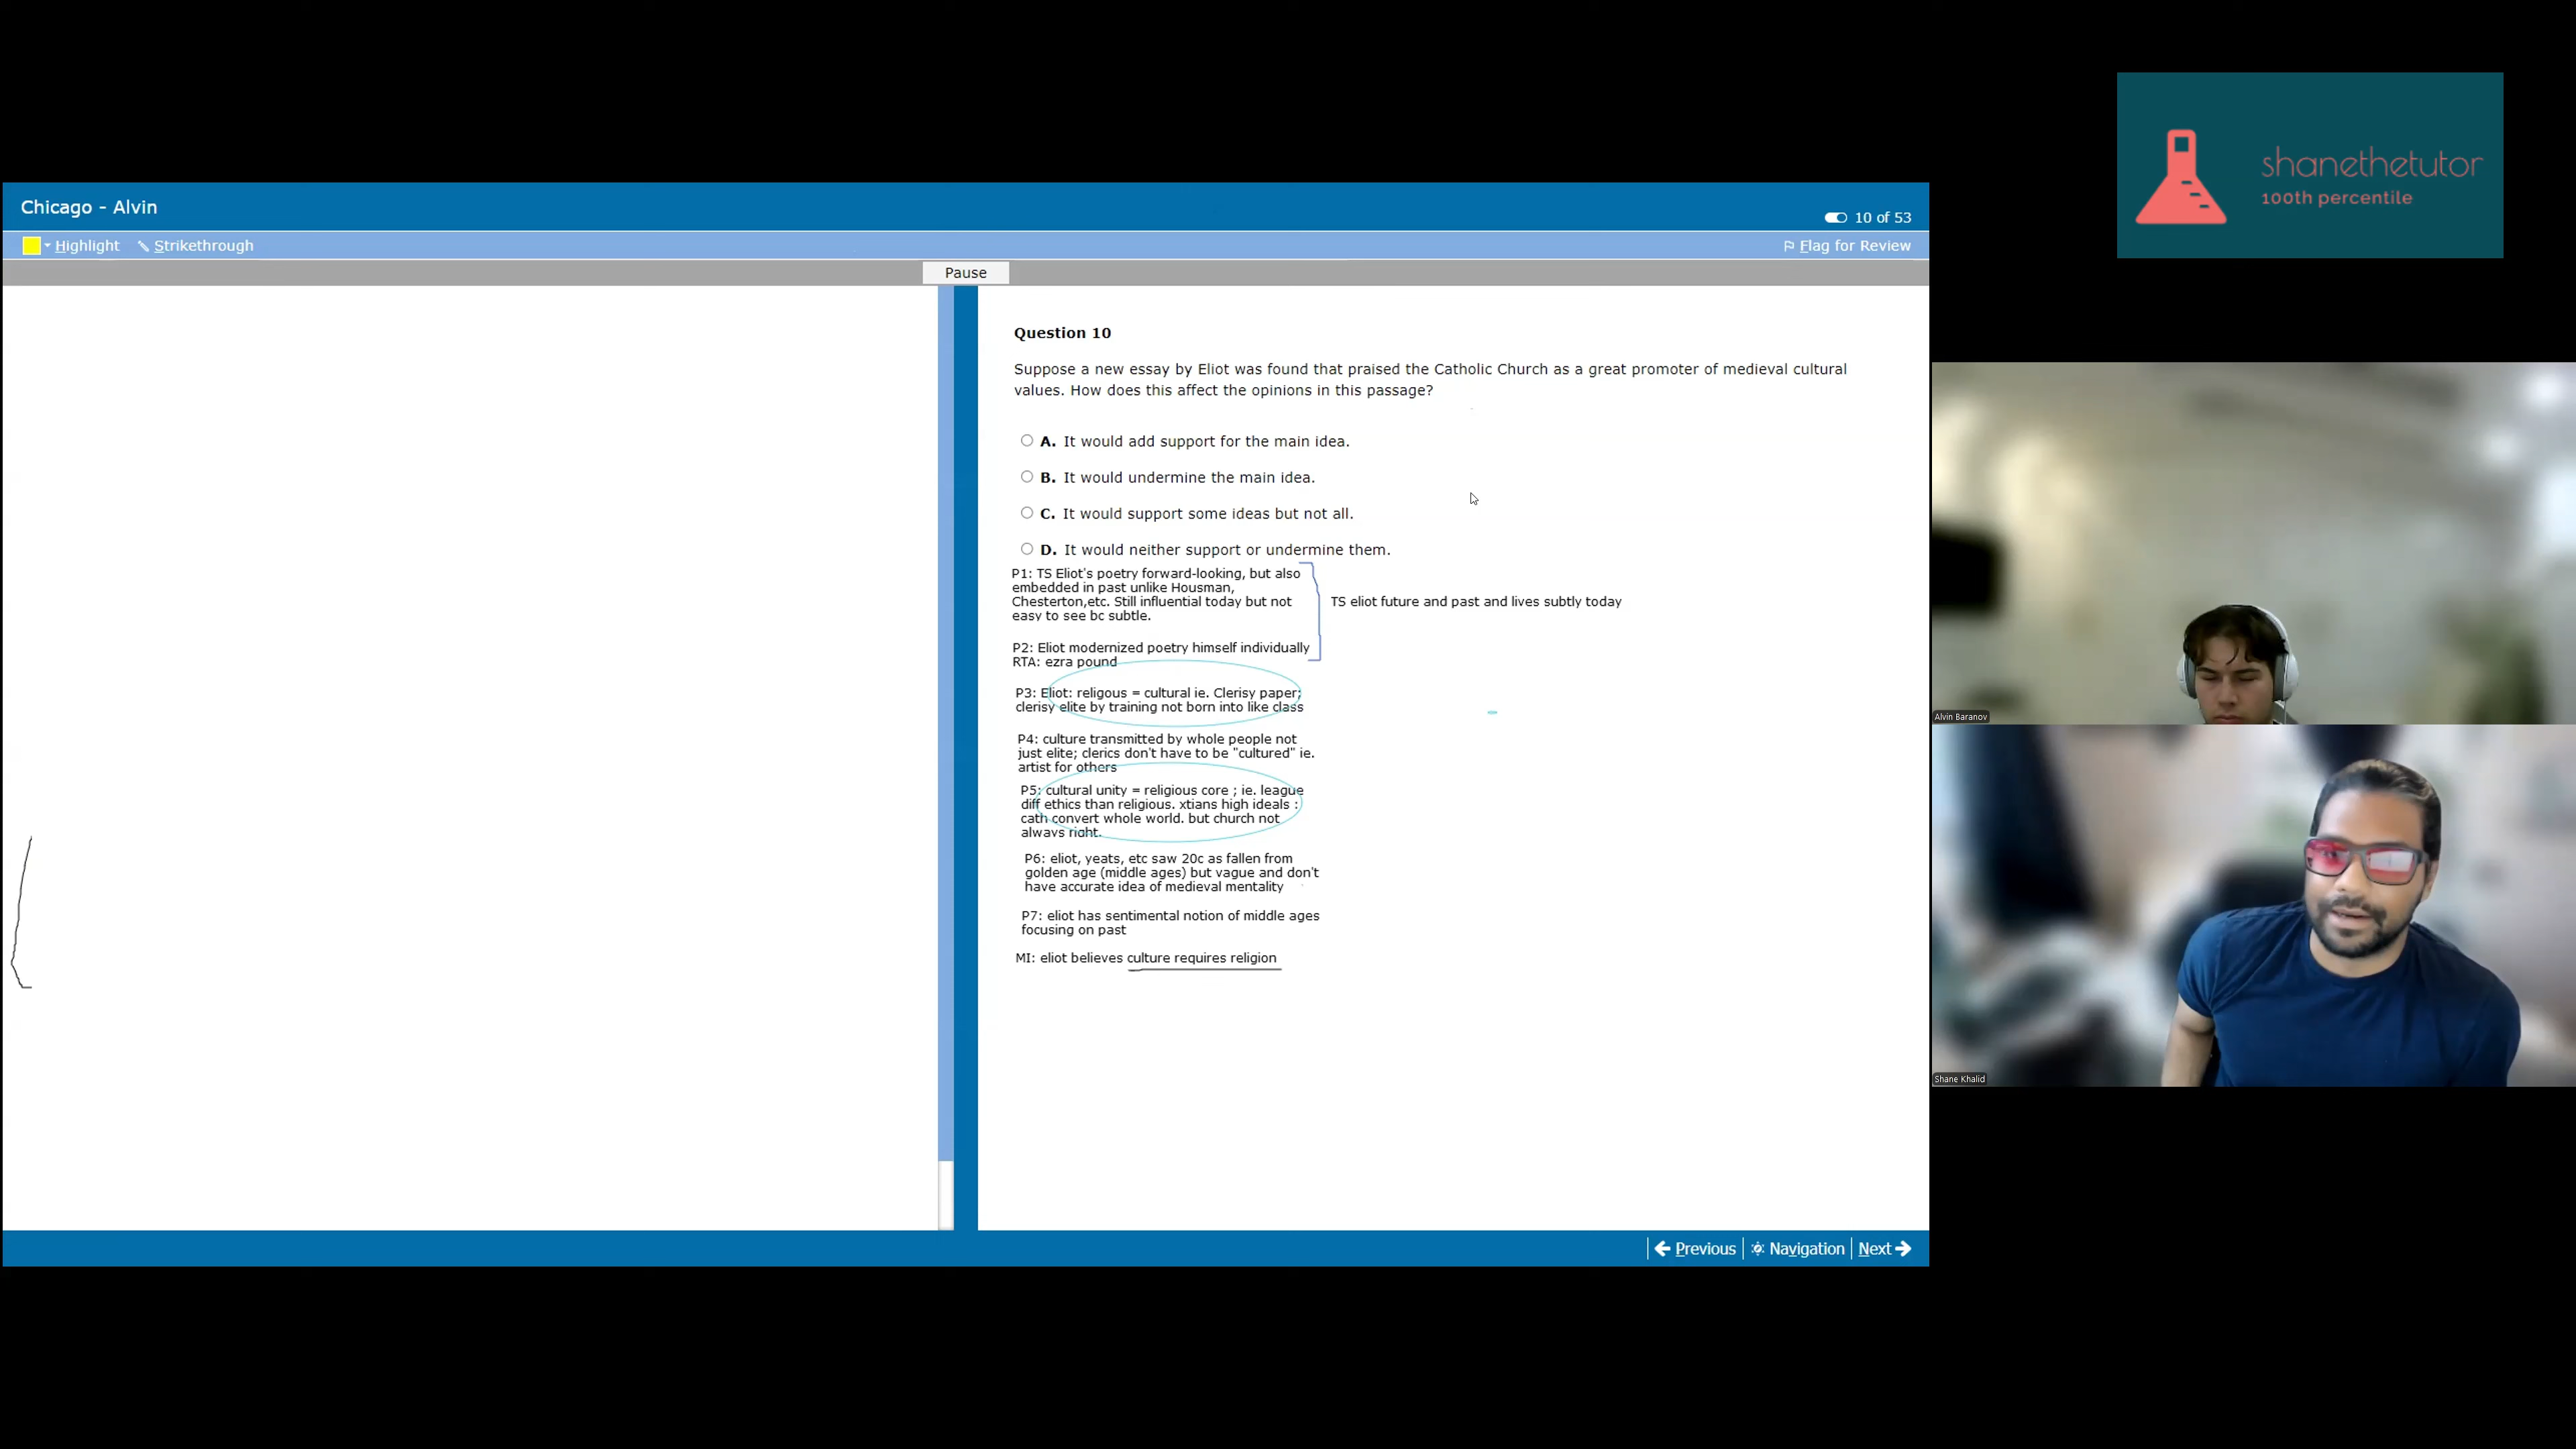 shanethetutor
100th percentile
Chicago - Alvin
10 of 53
Highlight Strikethrough
Flag for Review
Pause
Question 10
Suppose a new essay by Eliot was found that praised the Catholic Church as a great promoter of medieval cultural
values. How does this affect the opinions in this passage?
A. It would add support for the main idea.
B. It would undermine the main idea.
C. It would support some ideas but not all.
D. It would neither support or undermine them.
P1: TS Eliot's poetry forward-looking, but also
embedded in past unlike Housman,
Chesterton,etc. Still influential today but not
easy to see bc subtle.
TS eliot future and past and lives subtly today
P2: Eliot modernized poetry himself individually
RTA: ezra pound
P3: Eliot: religous = cultural ie. Clerisy paper;
clerisy elite by training not born into like class
P4: culture transmitted by whole people not
just elite; clerics don't have to be "cultured" ie.
artist for others
P5: cultural unity = religious core ; ie. league
diff ethics than religious. xtians high ideals :
cath convert whole world. but church not
always right.
P6: eliot, yeats, etc saw 20c as fallen from
golden age (middle ages) but vague and don't
have accurate idea of medieval mentality
P7: eliot has sentimental notion of middle ages
focusing on past
MI: eliot believes culture requires religion
Alvin Baranov
Shane Khalid
Previous Navigation Next